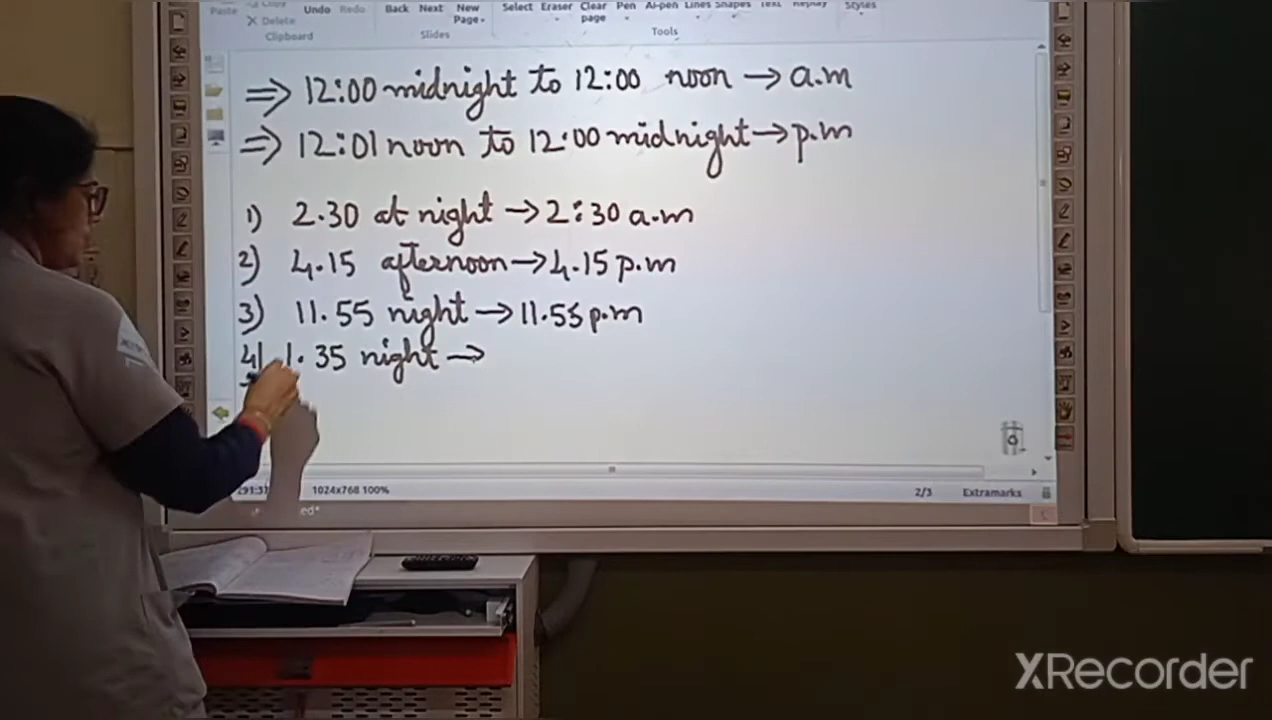 Paste
Delete
Clipboard
Undo Redo
Back Next New Page
Slides
Select Eraser Clear page Pen Lines Shapes Text Replay
Tools
Styles
⇒ 12:00 midnight to 12:00 noon → a.m
⇒ 12:01 noon to 12:00 midnight → p.m
1) 2.30 at night → 2:30 a.m
2) 4.15 afternoon → 4.15 p.m
3) 11.55 night → 11.55 p.m
4) 1.35 night →
1024x768 100%
2/3
Extramarks
XRecorder